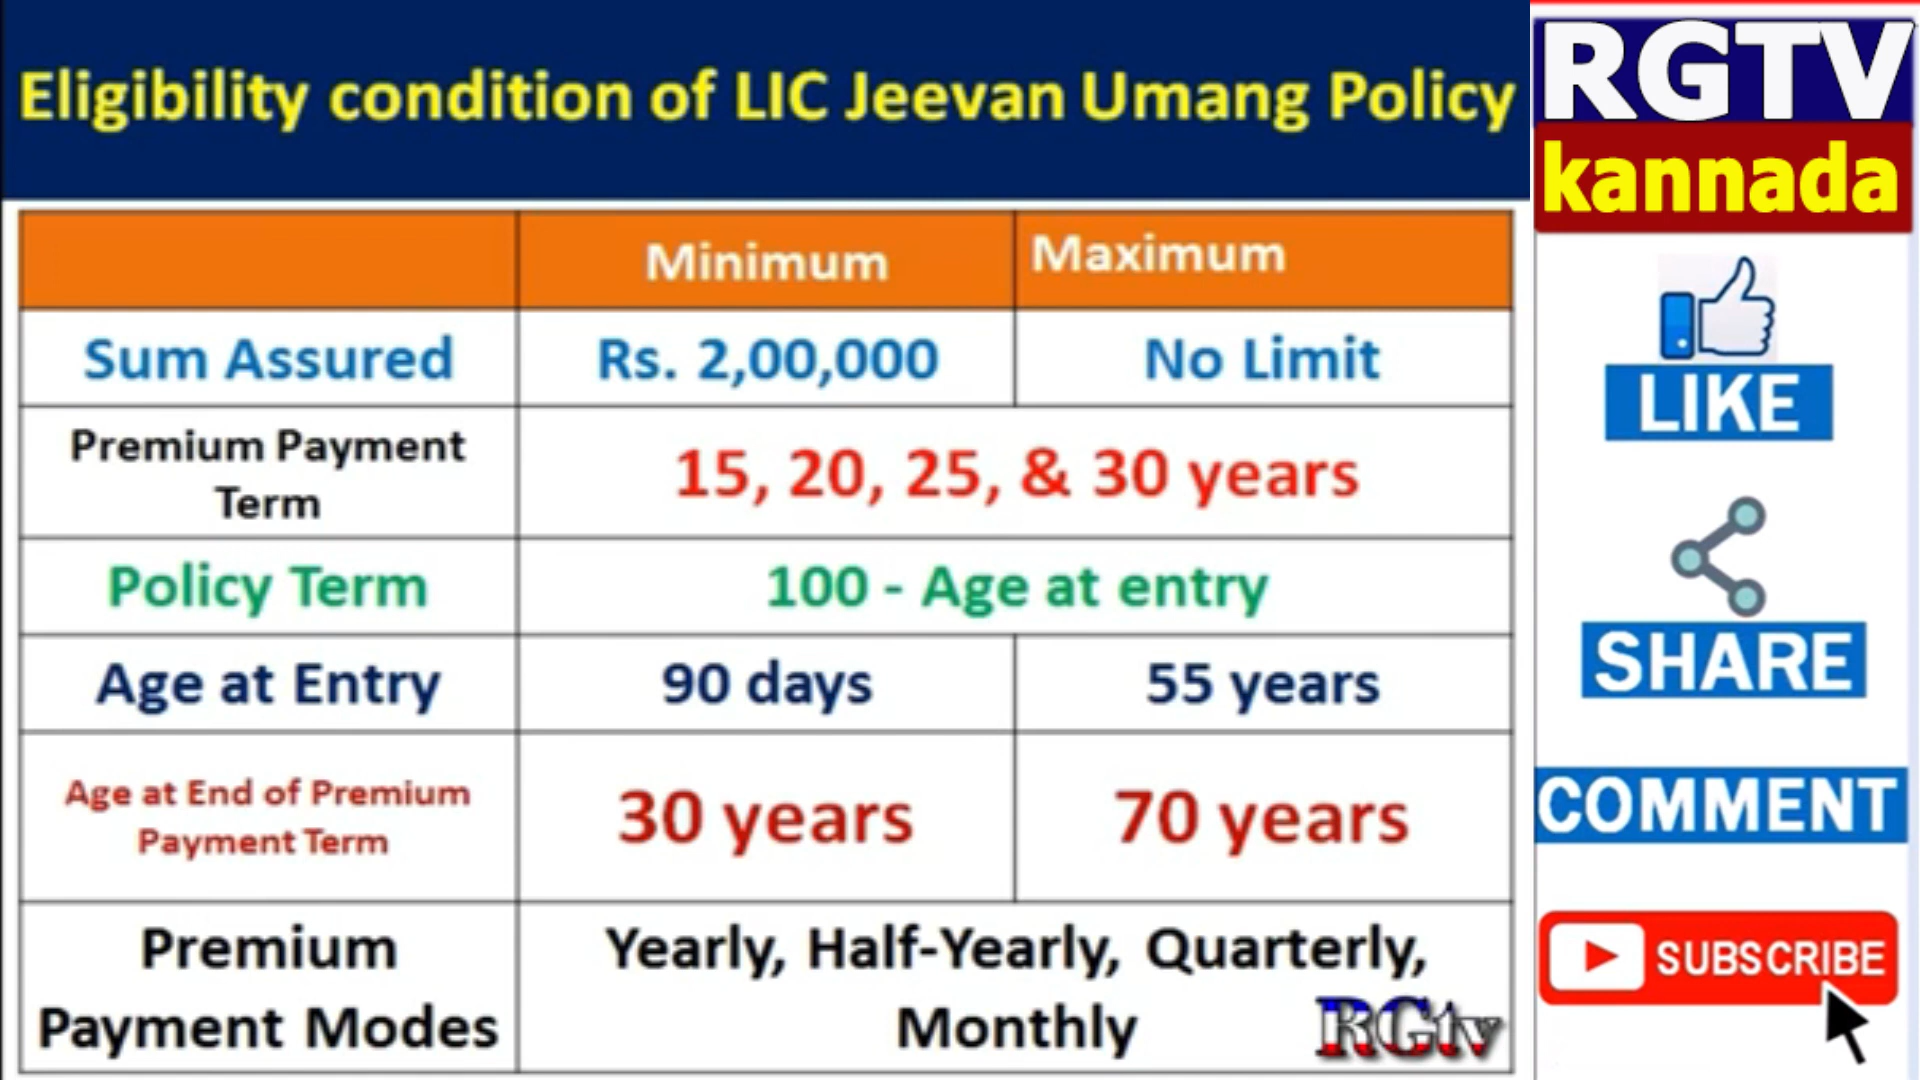 Eligibility condition of LIC Jeevan Umang Policy
Minimum
Maximum
Sum Assured
Rs. 2,00,000
No Limit
Premium Payment
Term
15, 20, 25, & 30 years
Policy Term
100 - Age at entry
Age at Entry
90 days
55 years
Age at End of Premium
Payment Term
30 years
70 years
Premium
Payment Modes
Yearly, Half-Yearly, Quarterly,
Monthly
RGtv
RGTV
kannada
LIKE
SHARE
COMMENT
SUBSCRIBE